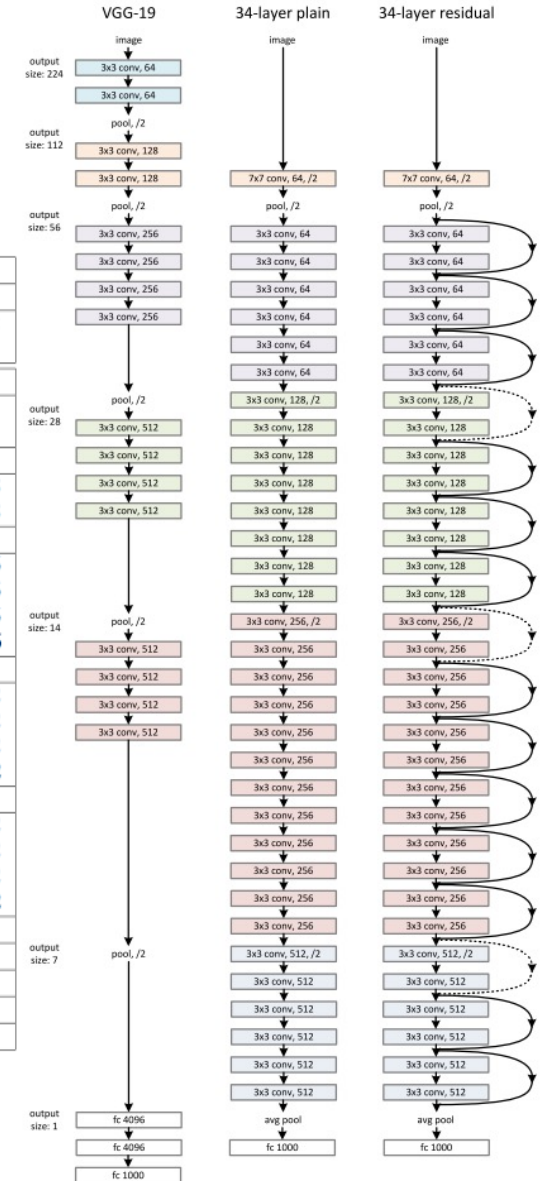 output
size: 224
output
size: 112
output
size: 56
output
size: 28
output
size: 14
output
size: 7
output
size: 1
VGG-19
image
3x3 conv, 64
3x3 conv, 64
pool, /2
3x3 conv, 128
3x3 conv, 128
pool, /2
3x3 conv, 256
3x3 conv, 256
3x3 conv, 256
3x3 conv, 256
pool, /2
3x3 conv, 512
3x3 conv, 512
3x3 conv, 512
3x3 conv, 512
pool, /2
3x3 conv, 512
3x3 conv, 512
3x3 conv, 512
3x3 conv, 512
pool, /2
fc 4096
fc 4096
fc 1000
34-layer plain
image
7x7 conv, 64, /2
pool, /2
3x3 conv, 64
3x3 conv, 64
3x3 conv, 64
3x3 conv, 64
3x3 conv, 64
3x3 conv, 64
3x3 conv, 128, /2
3x3 conv, 128
3x3 conv, 128
3x3 conv, 128
3x3 conv, 128
3x3 conv, 128
3x3 conv, 128
3x3 conv, 128
3x3 conv, 256, /2
3x3 conv, 256
3x3 conv, 256
3x3 conv, 256
3x3 conv, 256
3x3 conv, 256
3x3 conv, 256
3x3 conv, 256
3x3 conv, 256
3x3 conv, 256
3x3 conv, 256
3x3 conv, 256
3x3 conv, 512, /2
3x3 conv, 512
3x3 conv, 512
3x3 conv, 512
3x3 conv, 512
3x3 conv, 512
avg pool
fc 1000
34-layer residual
image
7x7 conv, 64, /2
pool, /2
3x3 conv, 64
3x3 conv, 64
3x3 conv, 64
3x3 conv, 64
3x3 conv, 64
3x3 conv, 64
3x3 conv, 128, /2
3x3 conv, 128
3x3 conv, 128
3x3 conv, 128
3x3 conv, 128
3x3 conv, 128
3x3 conv, 128
3x3 conv, 128
3x3 conv, 256, /2
3x3 conv, 256
3x3 conv, 256
3x3 conv, 256
3x3 conv, 256
3x3 conv, 256
3x3 conv, 256
3x3 conv, 256
3x3 conv, 256
3x3 conv, 256
3x3 conv, 256
3x3 conv, 256
3x3 conv, 512, /2
3x3 conv, 512
3x3 conv, 512
3x3 conv, 512
3x3 conv, 512
3x3 conv, 512
avg pool
fc 1000